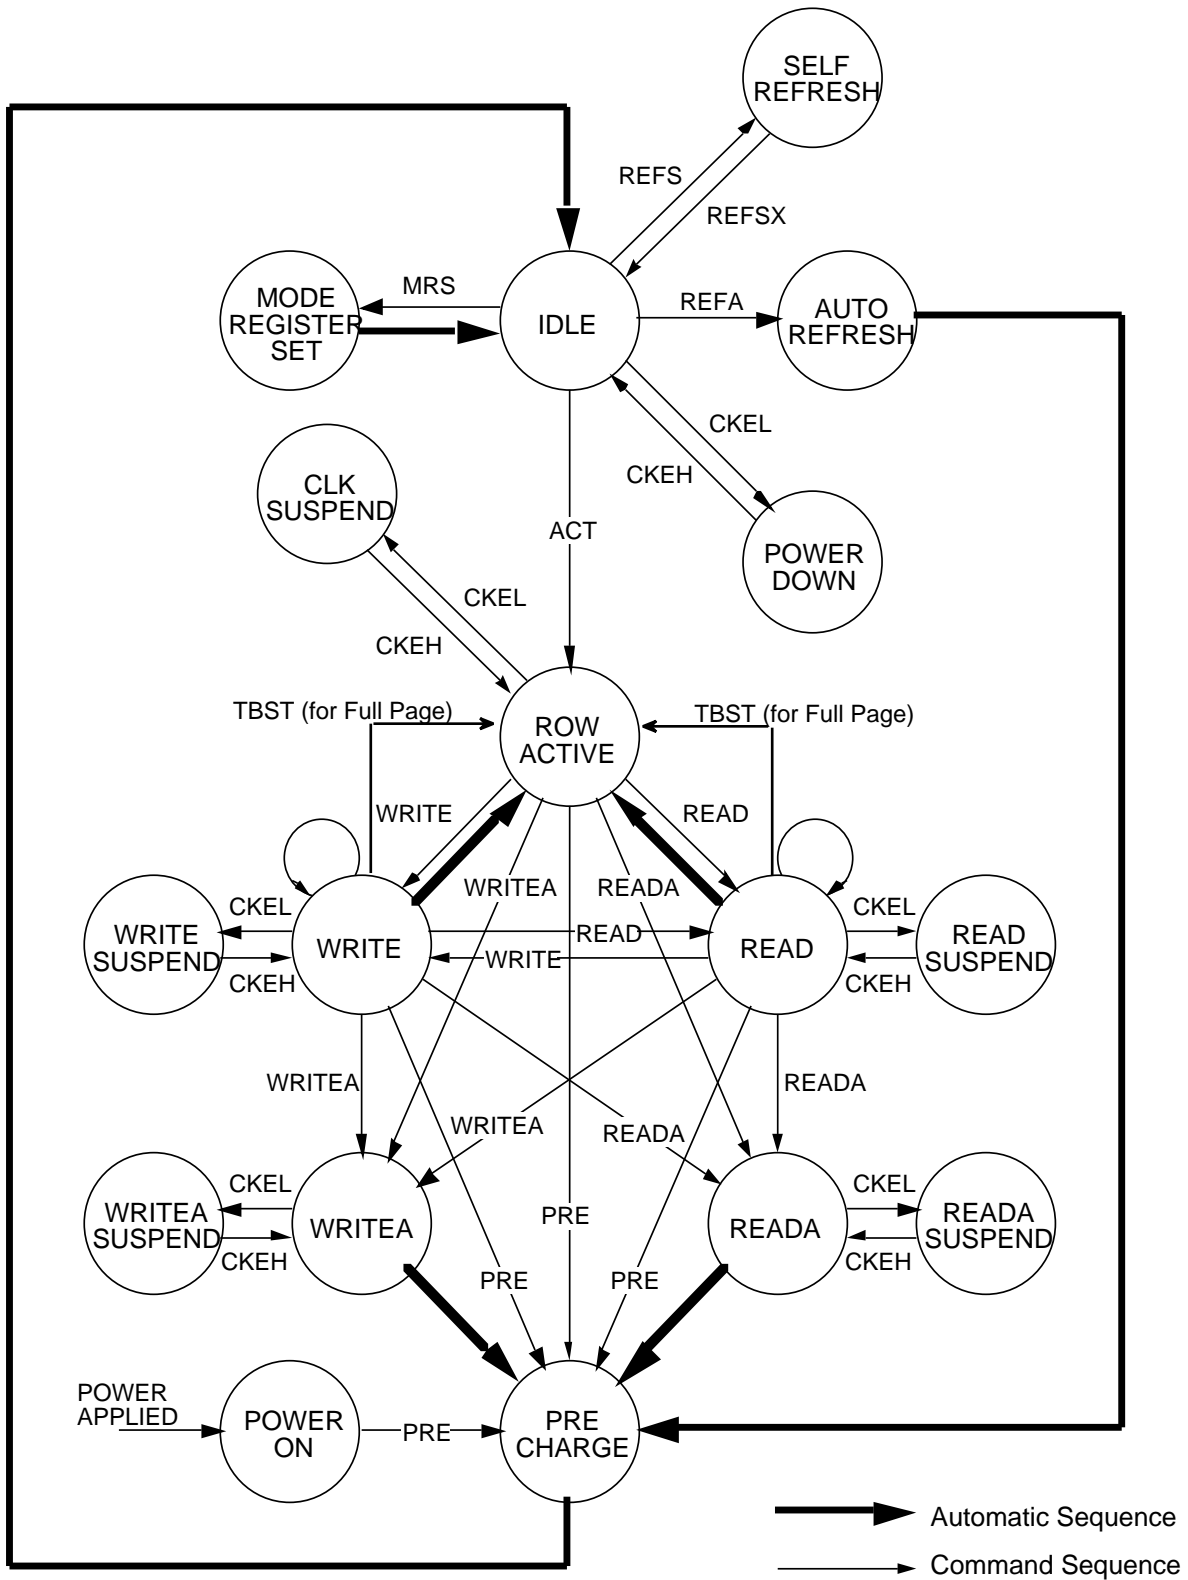 SELF
REFRESH
REFS
REFSX
MODE
REGISTER
SET
MRS
IDLE
REFA
AUTO
REFRESH
CKEL
CKEH
CLK
SUSPEND
ACT
POWER
DOWN
CKEL
CKEH
TBST (for Full Page)
TBST (for Full Page)
ROW
ACTIVE
WRITE
READ
WRITEA
READA
CKEL
CKEL
WRITE
SUSPEND
WRITE
READ
READ
READ
SUSPEND
WRITE
CKEH
CKEH
WRITEA
READA
WRITEA
READA
CKEL
CKEL
WRITEA
SUSPEND
WRITEA
PRE
READA
READA
SUSPEND
CKEH
CKEH
PRE
PRE
POWER
APPLIED
POWER
ON
PRE
PRE
CHARGE
Automatic Sequence
Command Sequence